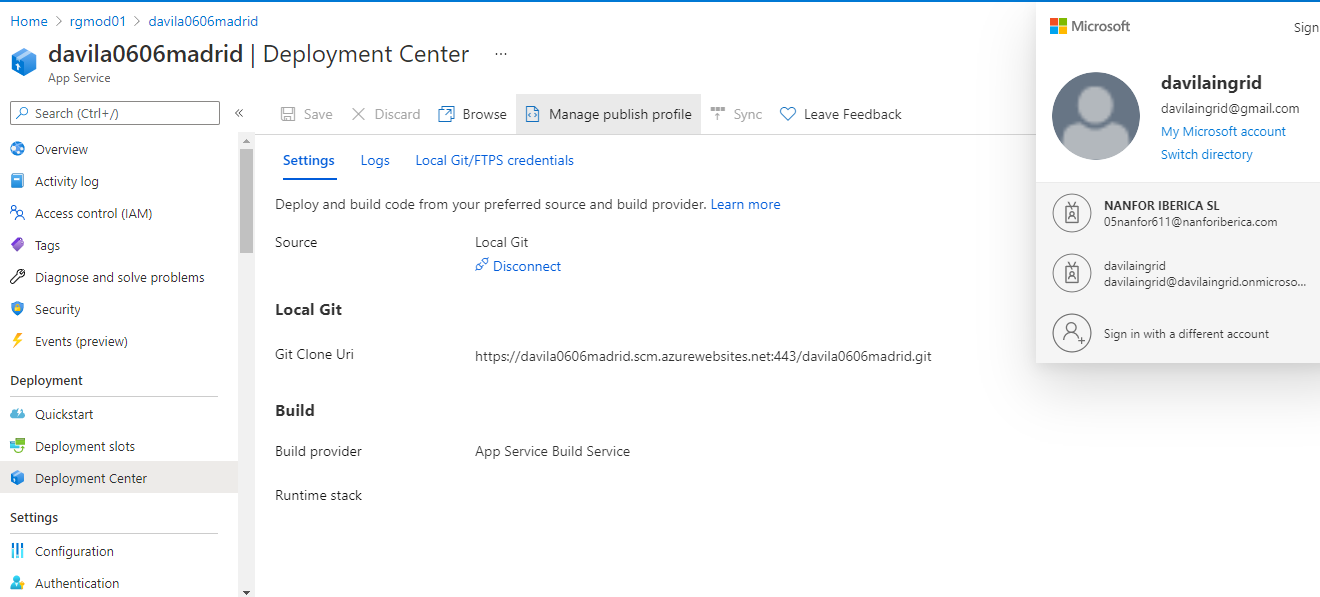 Home > rgmod01 > davila0606madrid
davila0606madrid | Deployment Center ...
App Service
Search (Ctrl+/)
«
Overview
Activity log
Access control (IAM)
Tags
Diagnose and solve problems
Security
Events (preview)
Deployment
Quickstart
Deployment slots
Deployment Center
Settings
Configuration
Authentication
Save
Discard
Browse
Manage publish profile
Sync
Leave Feedback
Settings
Logs
Local Git/FTPS credentials
Deploy and build code from your preferred source and build provider. Learn more
Source
Local Git
Disconnect
Local Git
Git Clone Uri
https://davila0606madrid.scm.azurewebsites.net:443/davila0606madrid.git
Build
Build provider
App Service Build Service
Runtime stack
Microsoft
Sign
davilaingrid
davilaingrid@gmail.com
My Microsoft account
Switch directory
NANFOR IBERICA SL
05nanfor611@nanforiberica.com
davilaingrid
davilaingrid@davilaingrid.onmicroso...
Sign in with a different account